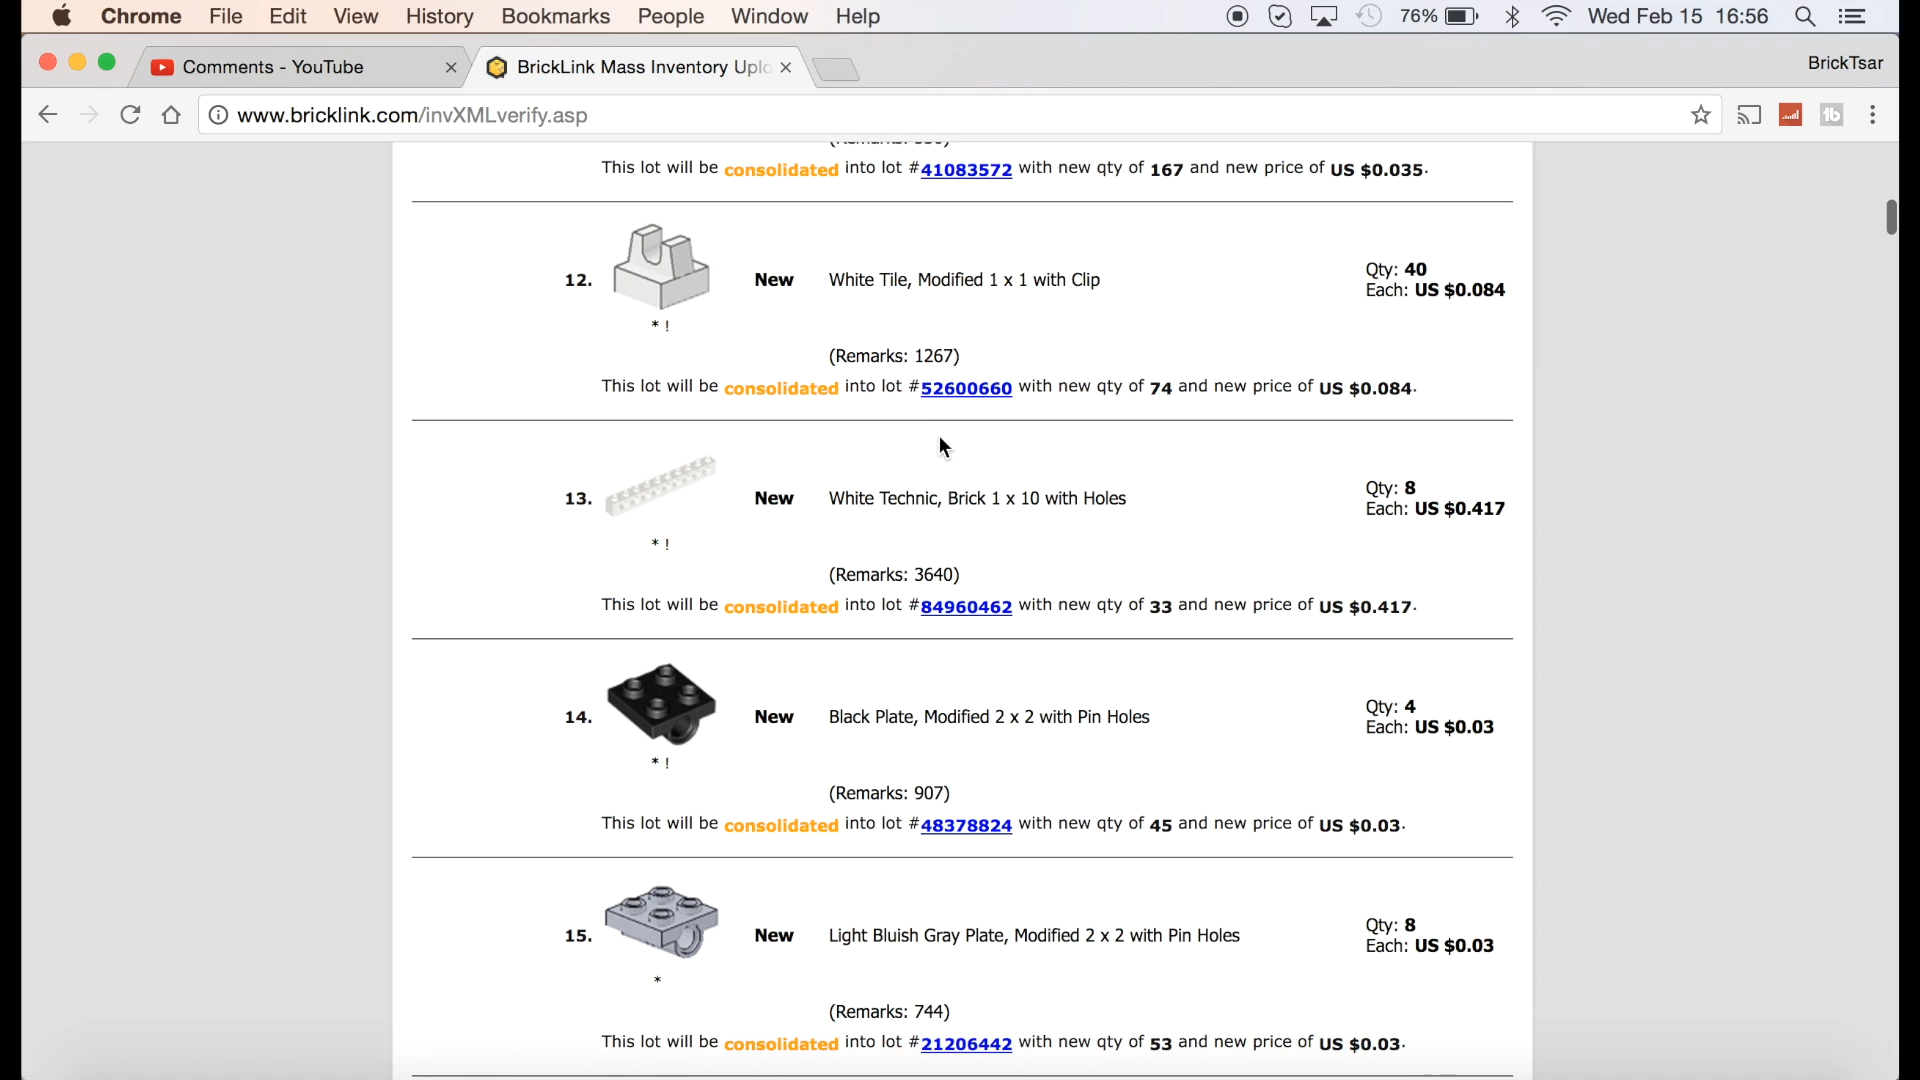 Chrome File Edit View History Bookmarks People Window Help 76% Wed Feb 15 16:56
Comments - YouTube × BrickLink Mass Inventory Uplo × BrickTsar
www.bricklink.com/invXMLverify.asp
This lot will be consolidated into lot #41083572 with new qty of 167 and new price of US $0.035.
12. New White Tile, Modified 1 x 1 with Clip Qty: 40
Each: US $0.084
* !
(Remarks: 1267)
This lot will be consolidated into lot #52600660 with new qty of 74 and new price of US $0.084.
13. New White Technic, Brick 1 x 10 with Holes Qty: 8
Each: US $0.417
* !
(Remarks: 3640)
This lot will be consolidated into lot #84960462 with new qty of 33 and new price of US $0.417.
14. New Black Plate, Modified 2 x 2 with Pin Holes Qty: 4
Each: US $0.03
* !
(Remarks: 907)
This lot will be consolidated into lot #48378824 with new qty of 45 and new price of US $0.03.
15. New Light Bluish Gray Plate, Modified 2 x 2 with Pin Holes Qty: 8
Each: US $0.03
*
(Remarks: 744)
This lot will be consolidated into lot #21206442 with new qty of 53 and new price of US $0.03.